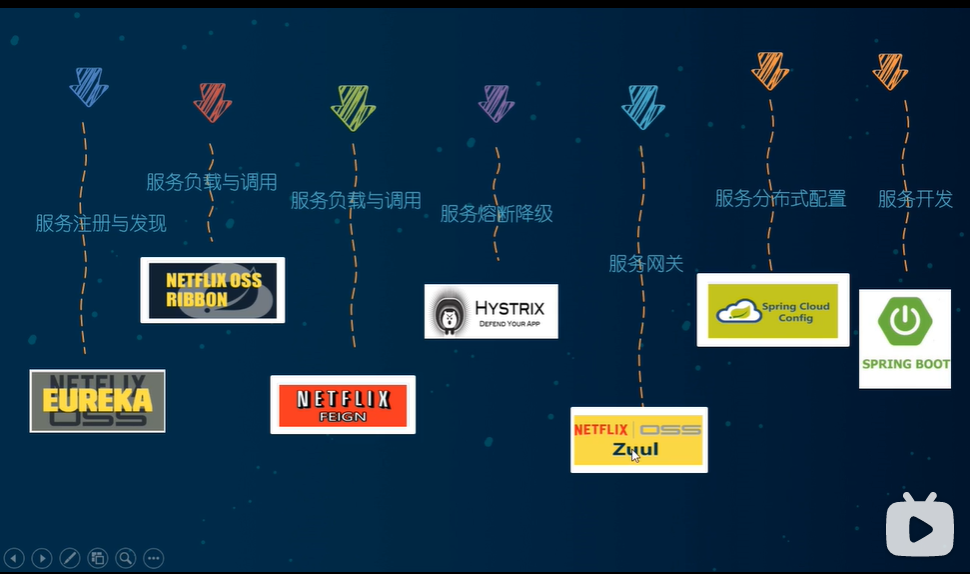 服务注册与发现
NETFLIX
EUREKA
OSS
服务负载与调用
NETFLIX OSS
RIBBON
服务负载与调用
NETFLIX
FEIGN
服务熔断降级
HYSTRIX
DEFEND YOUR APP
服务网关
NETFLIX OSS
Zuul
服务分布式配置
Spring Cloud
Config
服务开发
SPRING BOOT